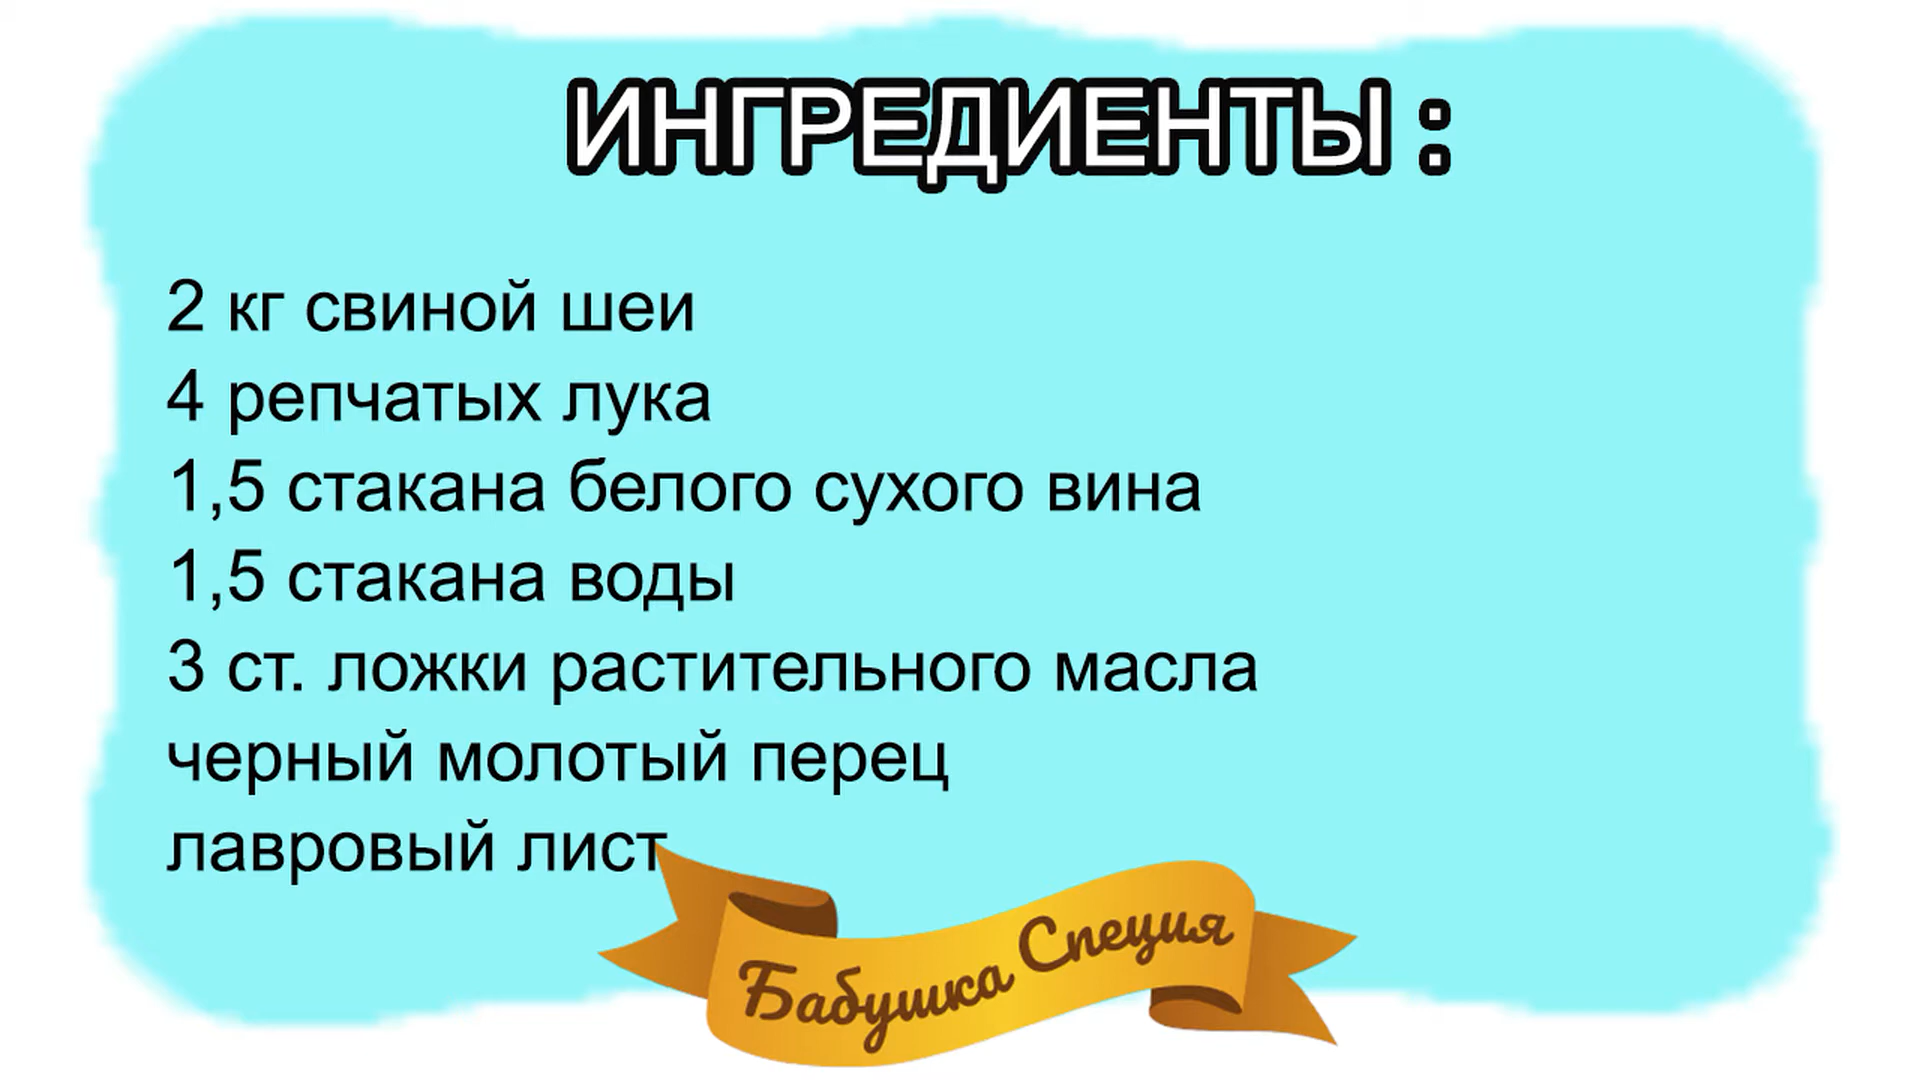 ИНГРЕДИЕНТЫ :
2 кг свиной шеи
4 репчатых лука
1,5 стакана белого сухого вина
1,5 стакана воды
3 ст. ложки растительного масла
черный молотый перец
лавровый лист
Бабушка Специя